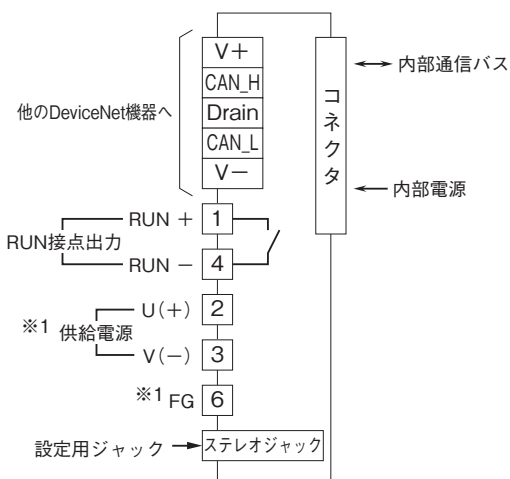 V+
CAN_H
Drain
CAN_L
V−
他のDeviceNet機器へ
コネクタ
内部通信バス
内部電源
RUN + 1
RUN接点出力
RUN − 4
U(+) 2
※1 供給電源
V(−) 3
※1 FG 6
設定用ジャック ステレオジャック